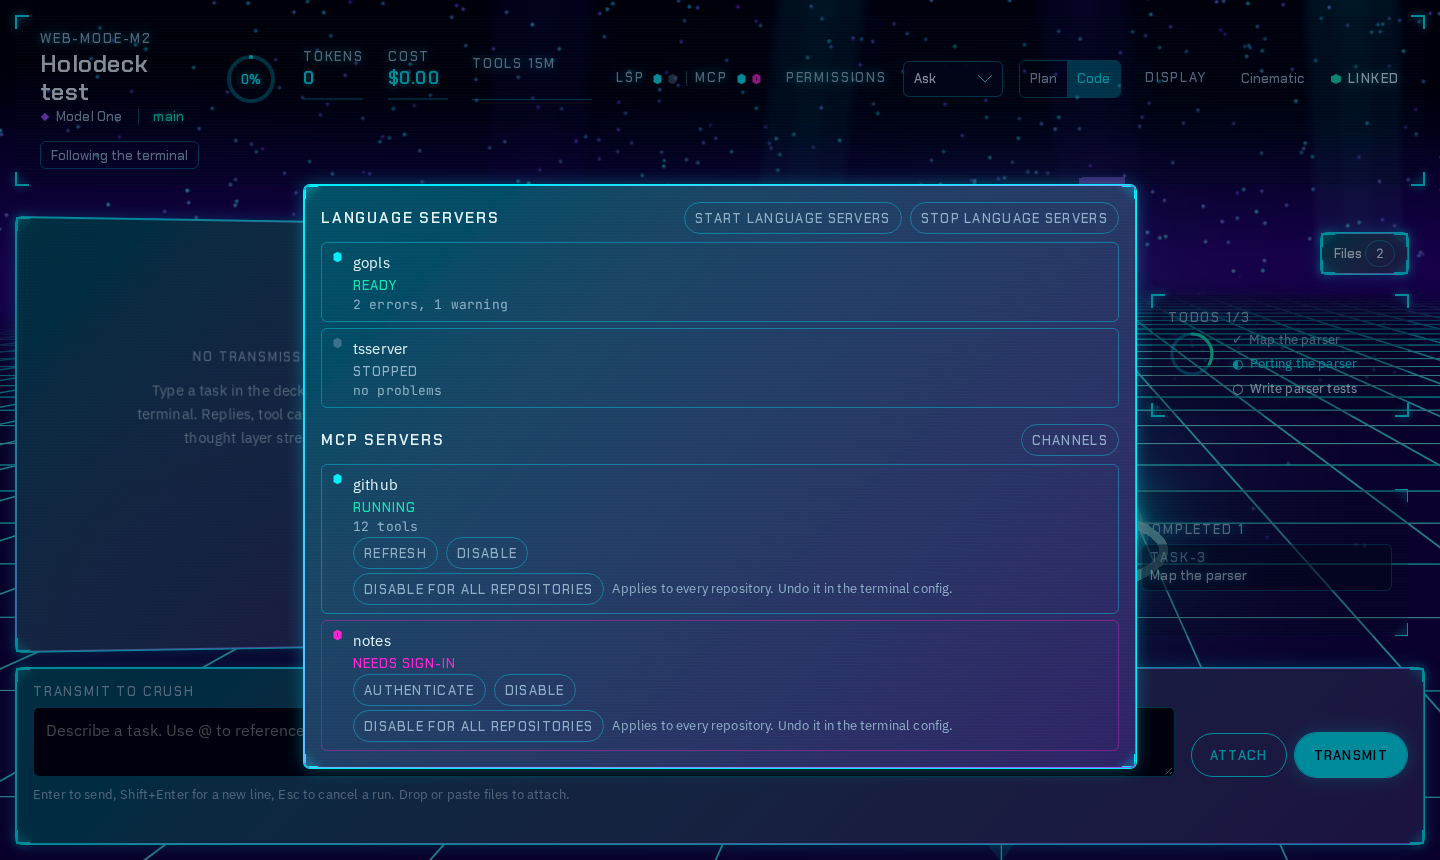 WEB-MODE-M2
Holodeck
test
Model One
main
Following the terminal
0%
TOKENS
0
COST
$0.00
TOOLS 15M
LSP
MCP
PERMISSIONS
Ask
Plan
Code
DISPLAY
Cinematic
LINKED
LANGUAGE SERVERS
START LANGUAGE SERVERS
STOP LANGUAGE SERVERS
gopls
READY
2 errors, 1 warning
tsserver
STOPPED
no problems
MCP SERVERS
CHANNELS
github
RUNNING
12 tools
REFRESH
DISABLE
DISABLE FOR ALL REPOSITORIES
Applies to every repository. Undo it in the terminal config.
notes
NEEDS SIGN-IN
AUTHENTICATE
DISABLE
DISABLE FOR ALL REPOSITORIES
Applies to every repository. Undo it in the terminal config.
NO
Type a task in the deck
terminal. Replies, tool
thought layer
Files 2
TODOS 1/3
✓ Map the parser
◐ Porting the parser
○ Write parser tests
1
TASK-3
Map the parser
TRANSMIT TO CRUSH
Describe a task. Use @ to reference
ATTACH
TRANSMIT
Enter to send, Shift+Enter for a new line, Esc to cancel a run. Drop or paste files to attach.